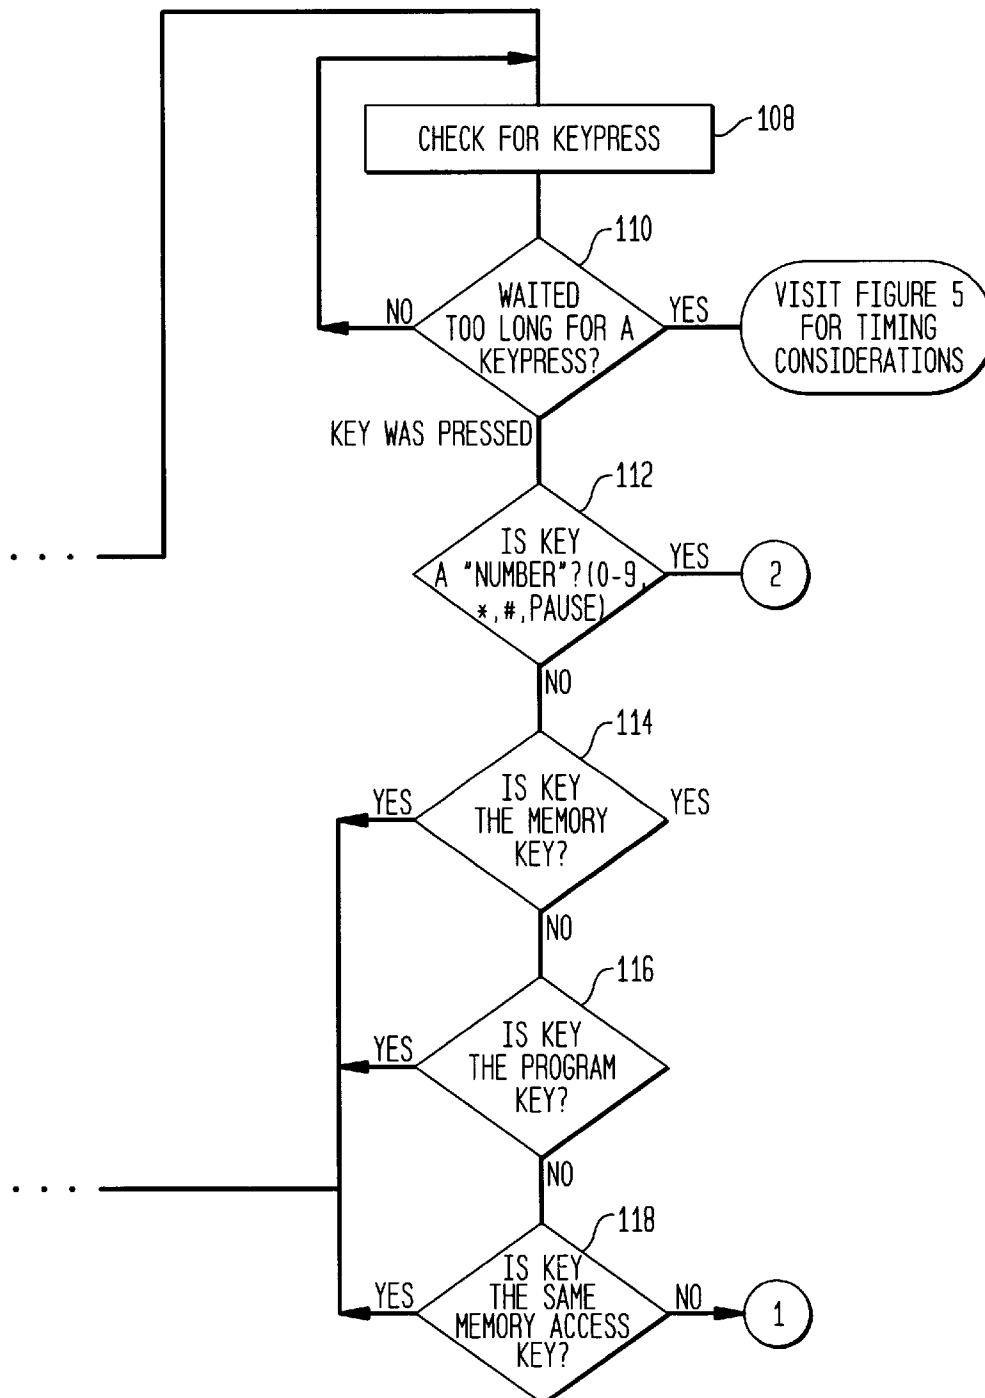 CHECK FOR KEYPRESS
108
110
WAITED
TOO LONG FOR A
KEYPRESS?
NO
YES
VISIT FIGURE 5
FOR TIMING
CONSIDERATIONS
KEY WAS PRESSED
112
IS KEY
A "NUMBER"?(0-9,
*,#,PAUSE)
YES
2
. . .
NO
114
IS KEY
THE MEMORY
KEY?
YES
YES
NO
116
IS KEY
THE PROGRAM
KEY?
YES
NO
. . .
118
IS KEY
THE SAME
MEMORY ACCESS
KEY?
YES
NO
1